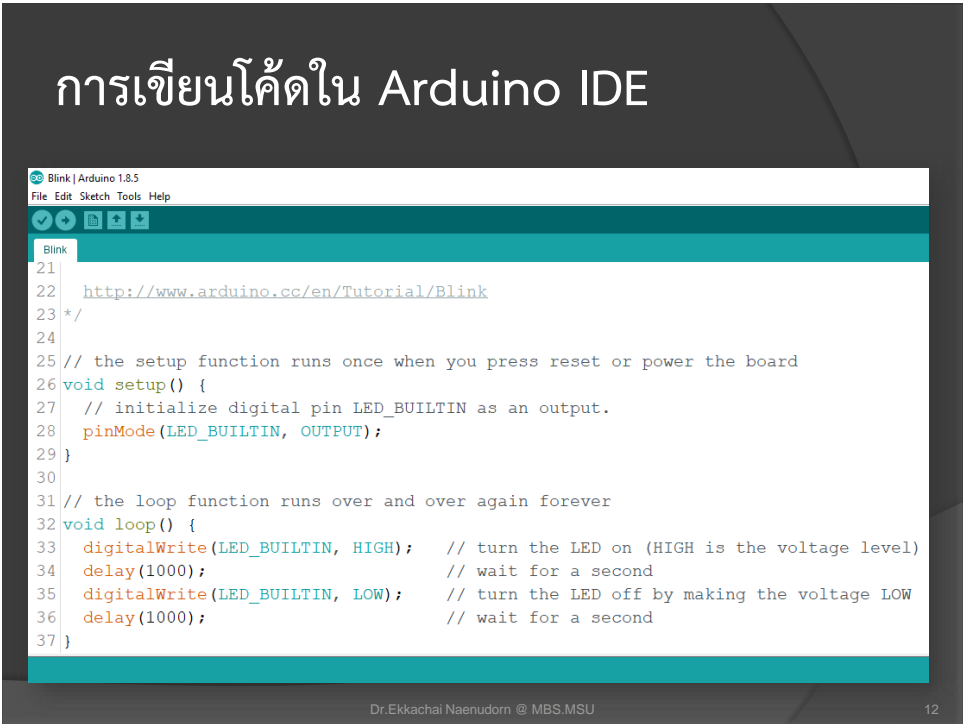 การเขียนโค้ดใน Arduino IDE
Blink | Arduino 1.8.5
File Edit Sketch Tools Help
Blink
21
22 http://www.arduino.cc/en/Tutorial/Blink
23 */
24
25 // the setup function runs once when you press reset or power the board
26 void setup() {
27 // initialize digital pin LED_BUILTIN as an output.
28 pinMode(LED_BUILTIN, OUTPUT);
29 }
30
31 // the loop function runs over and over again forever
32 void loop() {
33 digitalWrite(LED_BUILTIN, HIGH); // turn the LED on (HIGH is the voltage level)
34 delay(1000); // wait for a second
35 digitalWrite(LED_BUILTIN, LOW); // turn the LED off by making the voltage LOW
36 delay(1000); // wait for a second
37 }
Dr.Ekkachai Naenudorn @ MBS.MSU 12